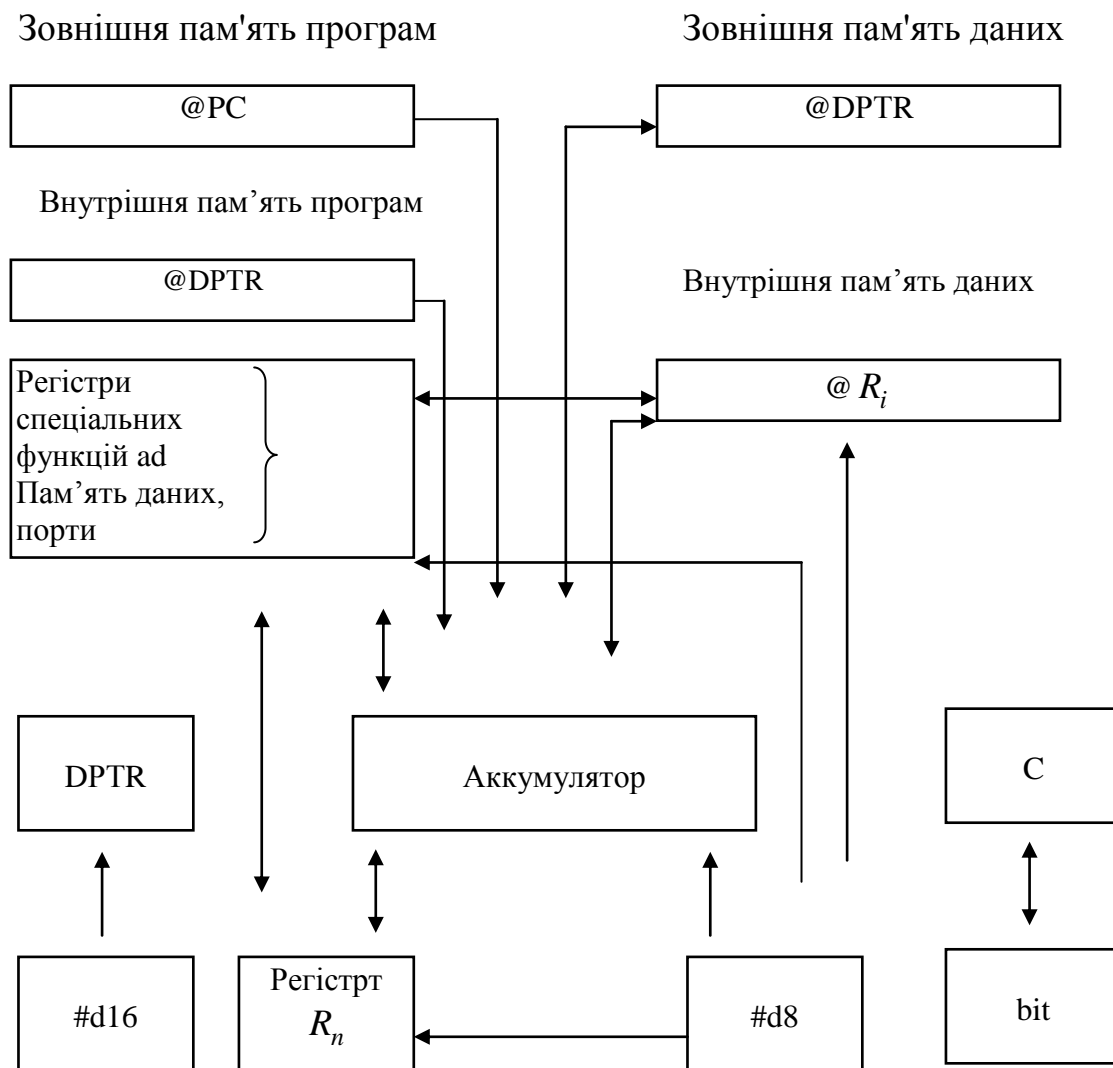 Зовнішня пам'ять програм
Зовнішня пам'ять даних
@PC
@DPTR
Внутрішня пам’ять програм
@DPTR
Внутрішня пам’ять даних
Регістри
спеціальних
функцій ad
Пам’ять даних,
порти
@ Ri
DPTR
Аккумулятор
C
#d16
Регістрт
Rn
#d8
bit